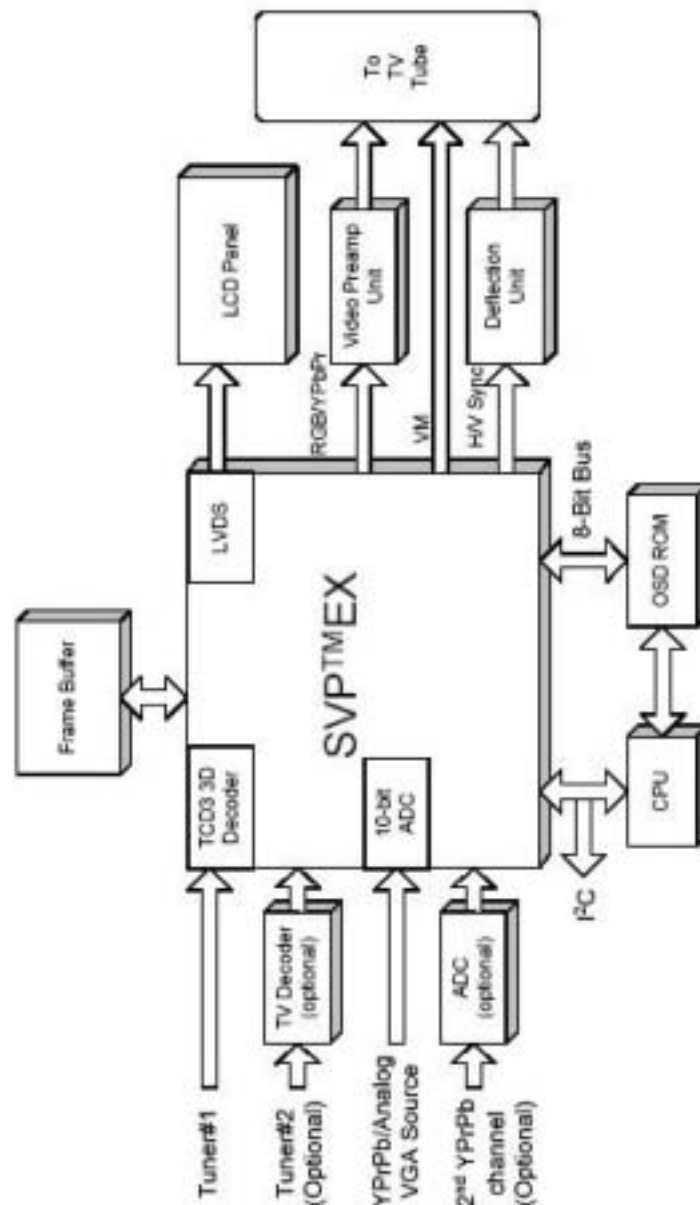 Tuner#1
Tuner#2
(Optional)
YPrPb/Analog
VGA Source
2nd YPrPb
channel
(Optional)
TV Decoder
(optional)
ADC
(optional)
TCD3 3D
Decoder
10-bit
ADC
Frame Buffer
SVP™EX
LVDS
I²C
CPU
OSD ROM
8-Bit Bus
RGB/YPbPr
VM
H/V Sync
LCD Panel
Video Preamp
Unit
Deflection
Unit
To
TV
Tube